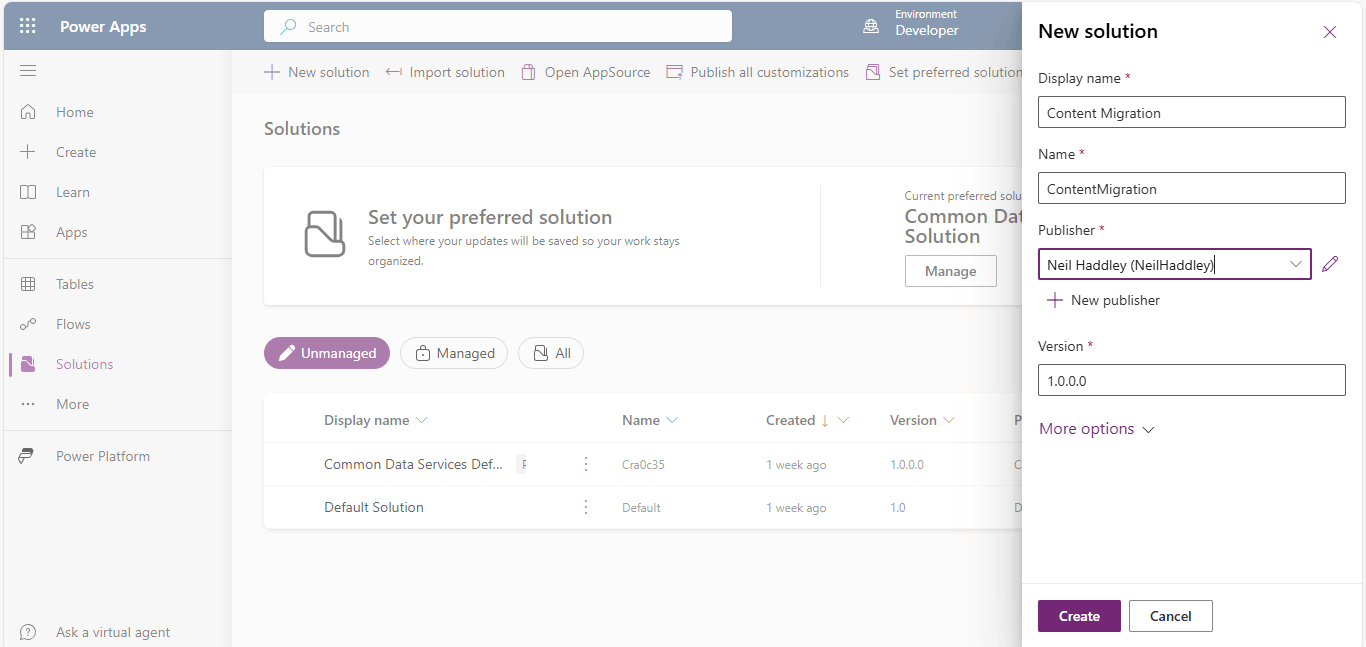 Power Apps
Search
Environment
Developer
New solution
Import solution
Open AppSource
Publish all customizations
Set preferred solution
Home
Create
Learn
Apps
Tables
Flows
Solutions
More
Power Platform
Ask a virtual agent
Solutions
Set your preferred solution
Select where your updates will be saved so your work stays
organized.
Current preferred solu
Common Dat
Solution
Manage
Unmanaged
Managed
All
Display name
Name
Created
Version
P
Common Data Services Def...
Cra0c35
1 week ago
1.0.0.0
C
Default Solution
Default
1 week ago
1.0
D
New solution
Display name *
Content Migration
Name *
ContentMigration
Publisher *
Neil Haddley (NeilHaddley)
New publisher
Version *
1.0.0.0
More options
Create
Cancel